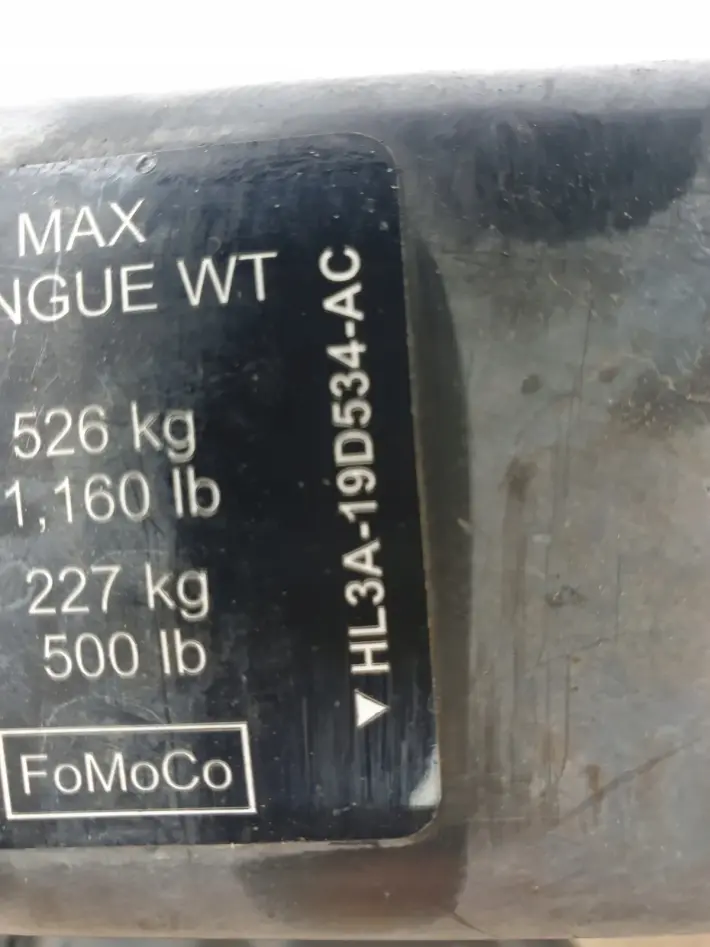 MAX
NGUE WT
526 kg
1,160 lb
227 kg
500 lb
FoMoCo
HL3A-19D534-AC